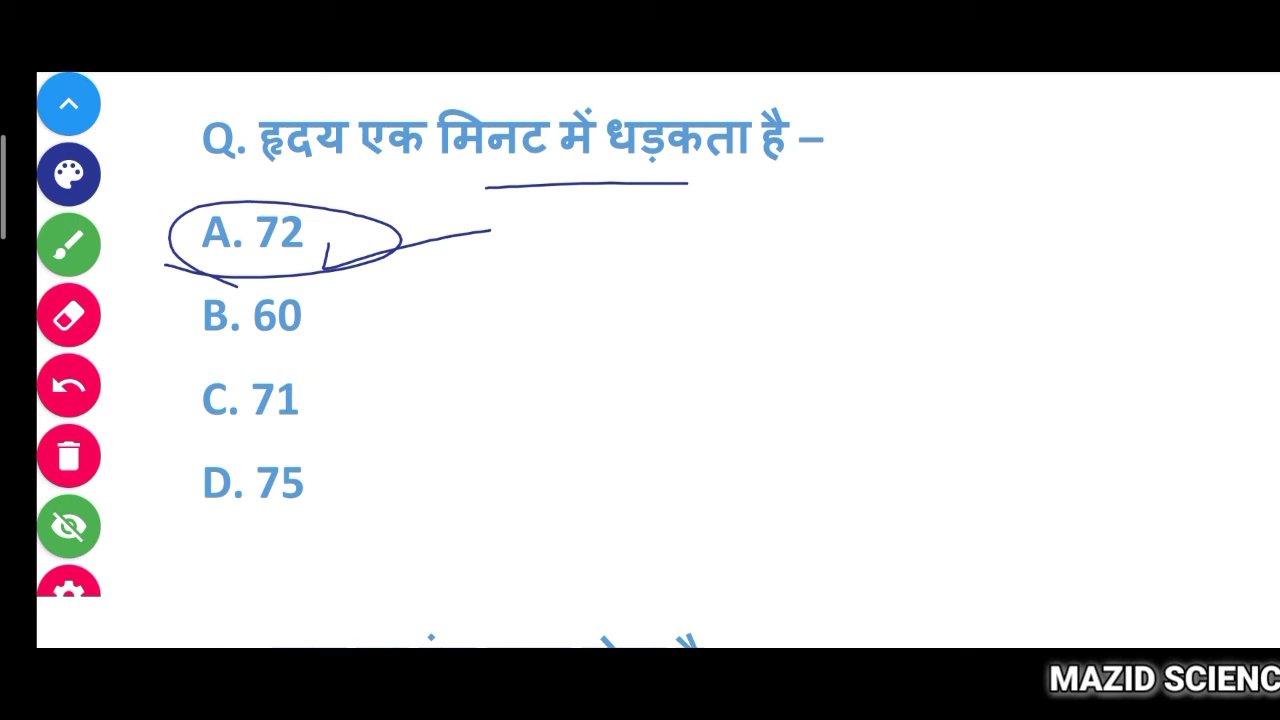 Q. हृदय एक मिनट में धड़कता है –
A. 72
B. 60
C. 71
D. 75
MAZID SCIENC